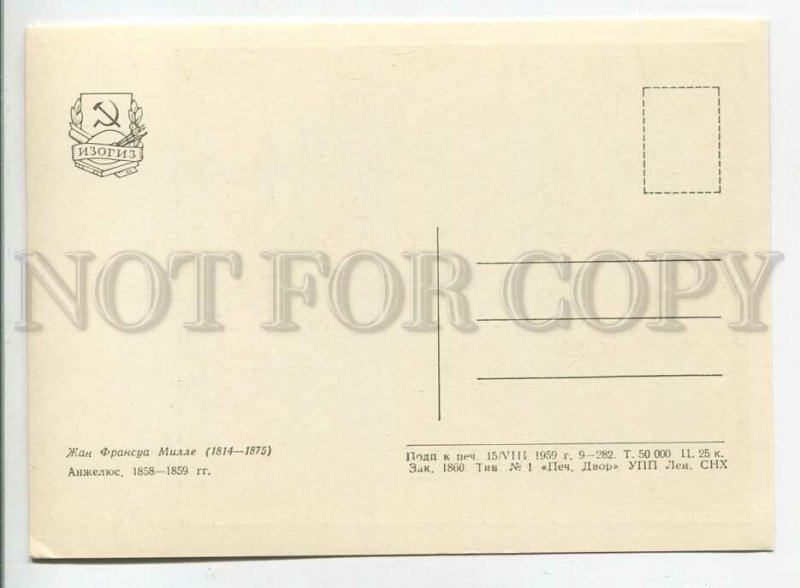 ИЗОГИЗ
NOT FOR COPY
Жан Франсуа Милле (1814—1875)
Анжелюс. 1858—1859 гг.
Подп к печ. 15/VIII 1959 г. 9—282. Т. 50 000 Ц. 25 к.
Зак. 1860 Тип № 1 «Печ. Двор» УПП Лен. СНХ